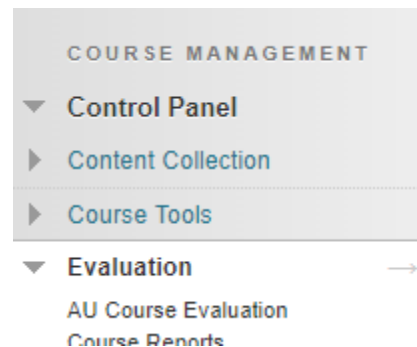 COURSE MANAGEMENT
Control Panel
Content Collection
Course Tools
Evaluation
AU Course Evaluation
Course Reports